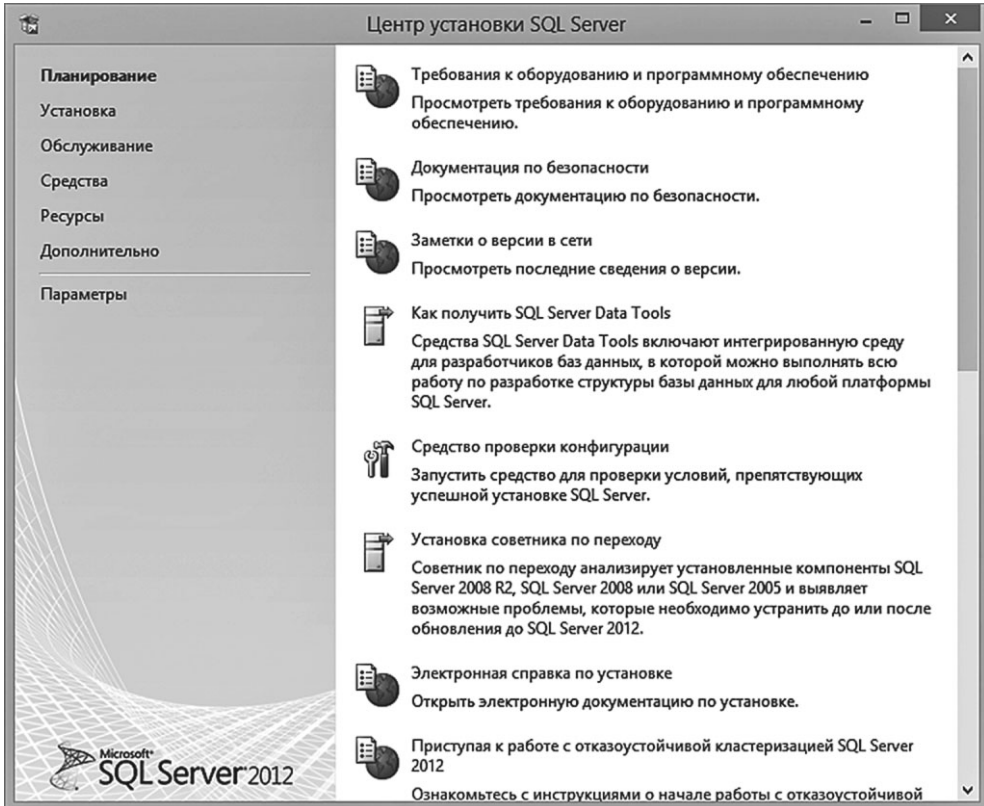 Центр установки SQL Server
Планирование
Установка
Обслуживание
Средства
Ресурсы
Дополнительно
Параметры
Microsoft®
SQL Server 2012
Требования к оборудованию и программному обеспечению
Просмотреть требования к оборудованию и программному
обеспечению.
Документация по безопасности
Просмотреть документацию по безопасности.
Заметки о версии в сети
Просмотреть последние сведения о версии.
Как получить SQL Server Data Tools
Средства SQL Server Data Tools включают интегрированную среду
для разработчиков баз данных, в которой можно выполнять всю
работу по разработке структуры базы данных для любой платформы
SQL Server.
Средство проверки конфигурации
Запустить средство для проверки условий, препятствующих
успешной установке SQL Server.
Установка советника по переходу
Советник по переходу анализирует установленные компоненты SQL
Server 2008 R2, SQL Server 2008 или SQL Server 2005 и выявляет
возможные проблемы, которые необходимо устранить до или после
обновления до SQL Server 2012.
Электронная справка по установке
Открыть электронную документацию по установке.
Приступая к работе с отказоустойчивой кластеризацией SQL Server
2012
Ознакомьтесь с инструкциями о начале работы с отказоустойчивой